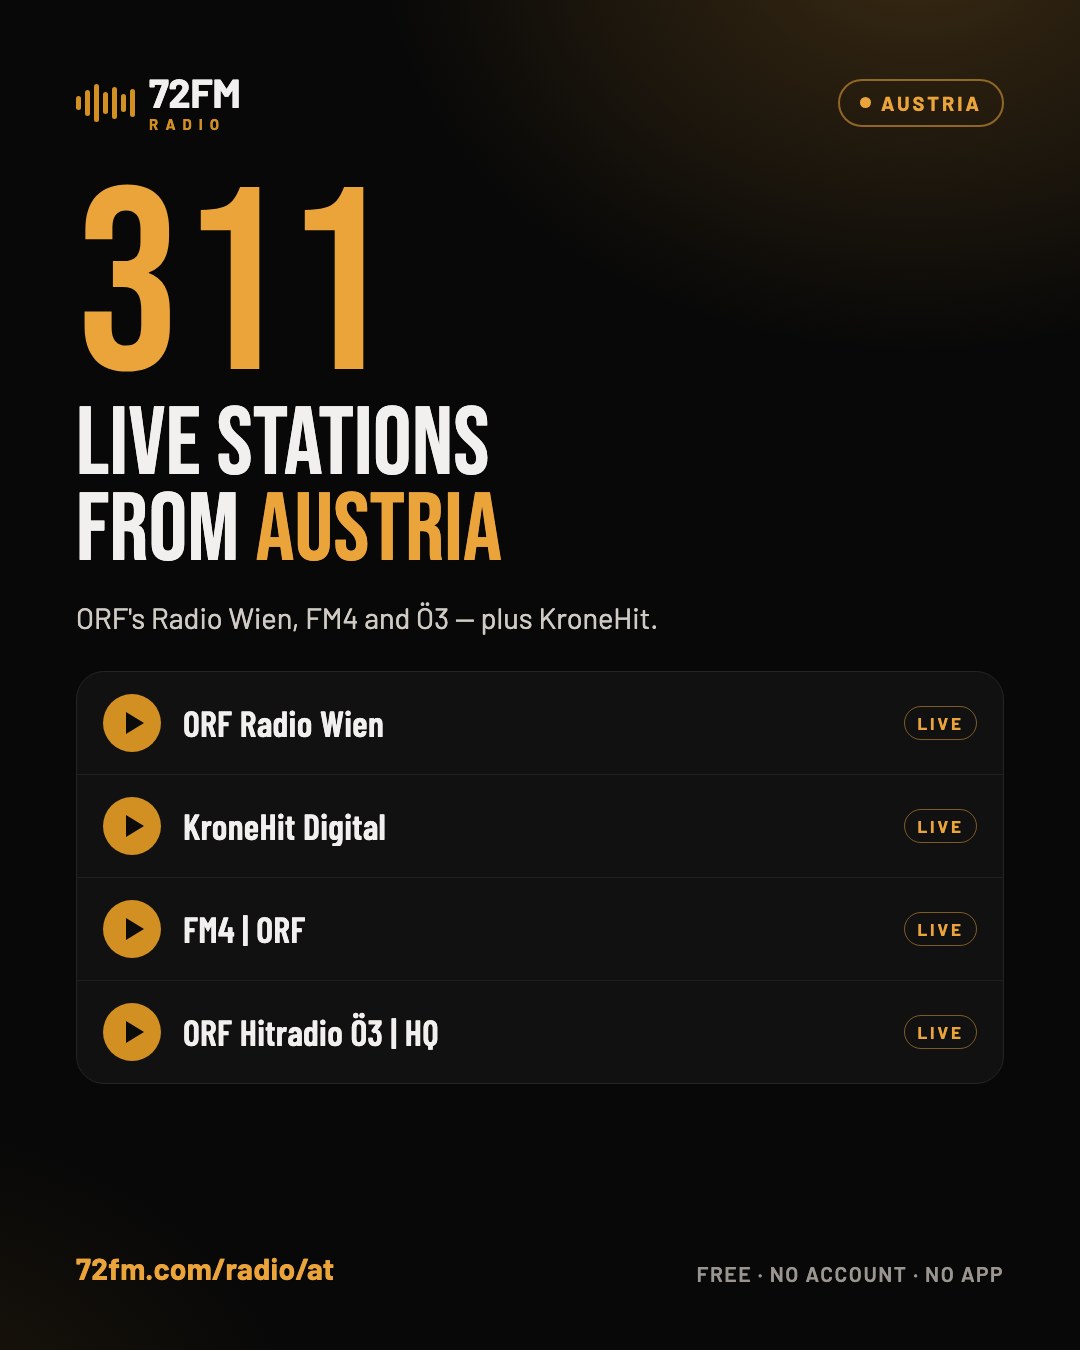 72FM
RADIO
AUSTRIA
311
LIVE STATIONS
FROM AUSTRIA
ORF's Radio Wien, FM4 and Ö3 — plus KroneHit.
ORF Radio Wien
LIVE
KroneHit Digital
LIVE
FM4 | ORF
LIVE
ORF Hitradio Ö3 | HQ
LIVE
72fm.com/radio/at
FREE · NO ACCOUNT · NO APP